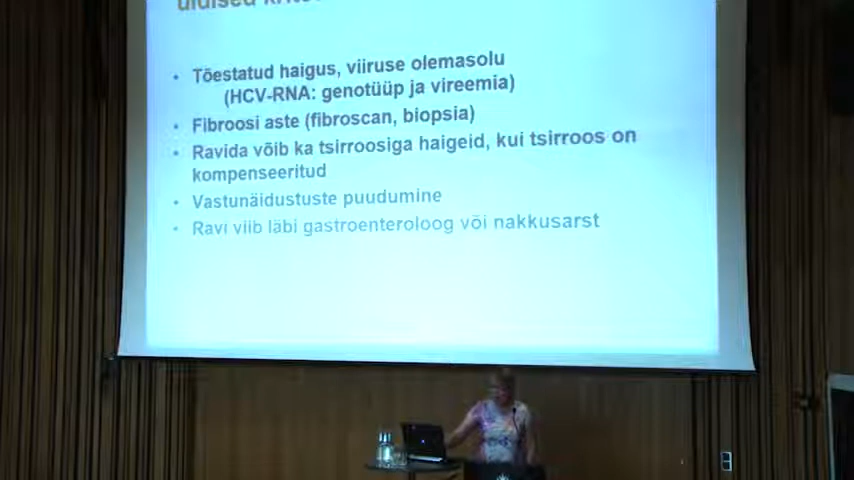 üldised
• Tõestatud haigus, viiruse olemasolu
(HCV-RNA: genotüüp ja vireemia)
• Fibroosi aste (fibroscan, biopsia)
• Ravida võib ka tsirroosiga haigeid, kui tsirroos on
kompenseeritud
• Vastunäidustuste puudumine
• Ravi viib läbi gastroenteroloog või nakkusarst